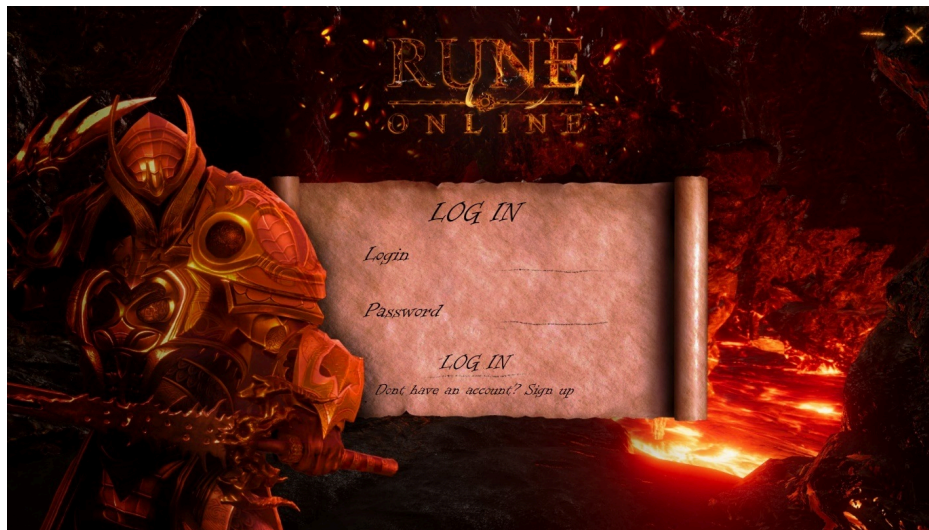 RUNE
ONLINE
LOG IN
Login
Password
LOG IN
Dont have an account? Sign up